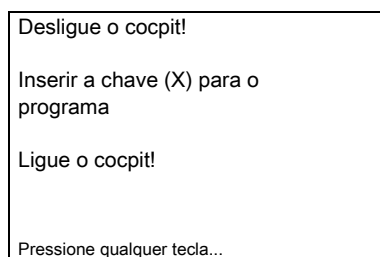 Desligue o cocpit!
Inserir a chave (X) para o
programa
Ligue o cocpit!
Pressione qualquer tecla...